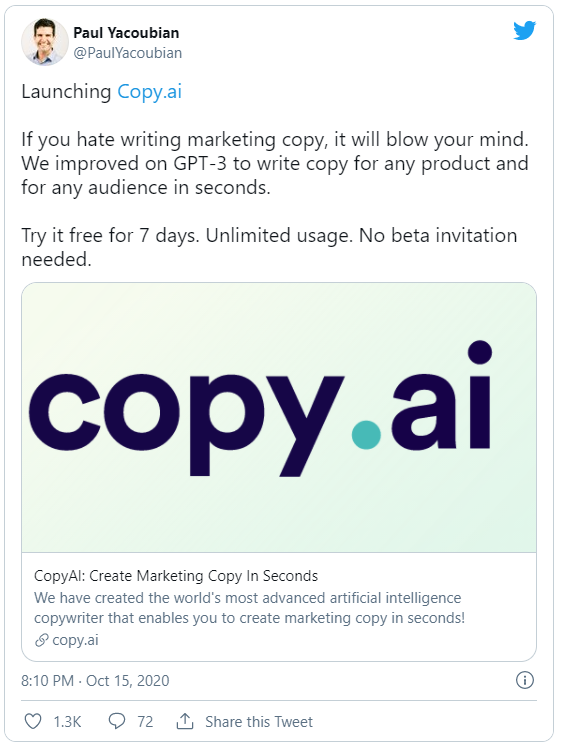 Paul Yacoubian
@PaulYacoubian
Launching Copy.ai
If you hate writing marketing copy, it will blow your mind.
We improved on GPT-3 to write copy for any product and
for any audience in seconds.
Try it free for 7 days. Unlimited usage. No beta invitation
needed.
copy.ai
CopyAI: Create Marketing Copy In Seconds
We have created the world's most advanced artificial intelligence
copywriter that enables you to create marketing copy in seconds!
copy.ai
8:10 PM · Oct 15, 2020
1.3K 72 Share this Tweet